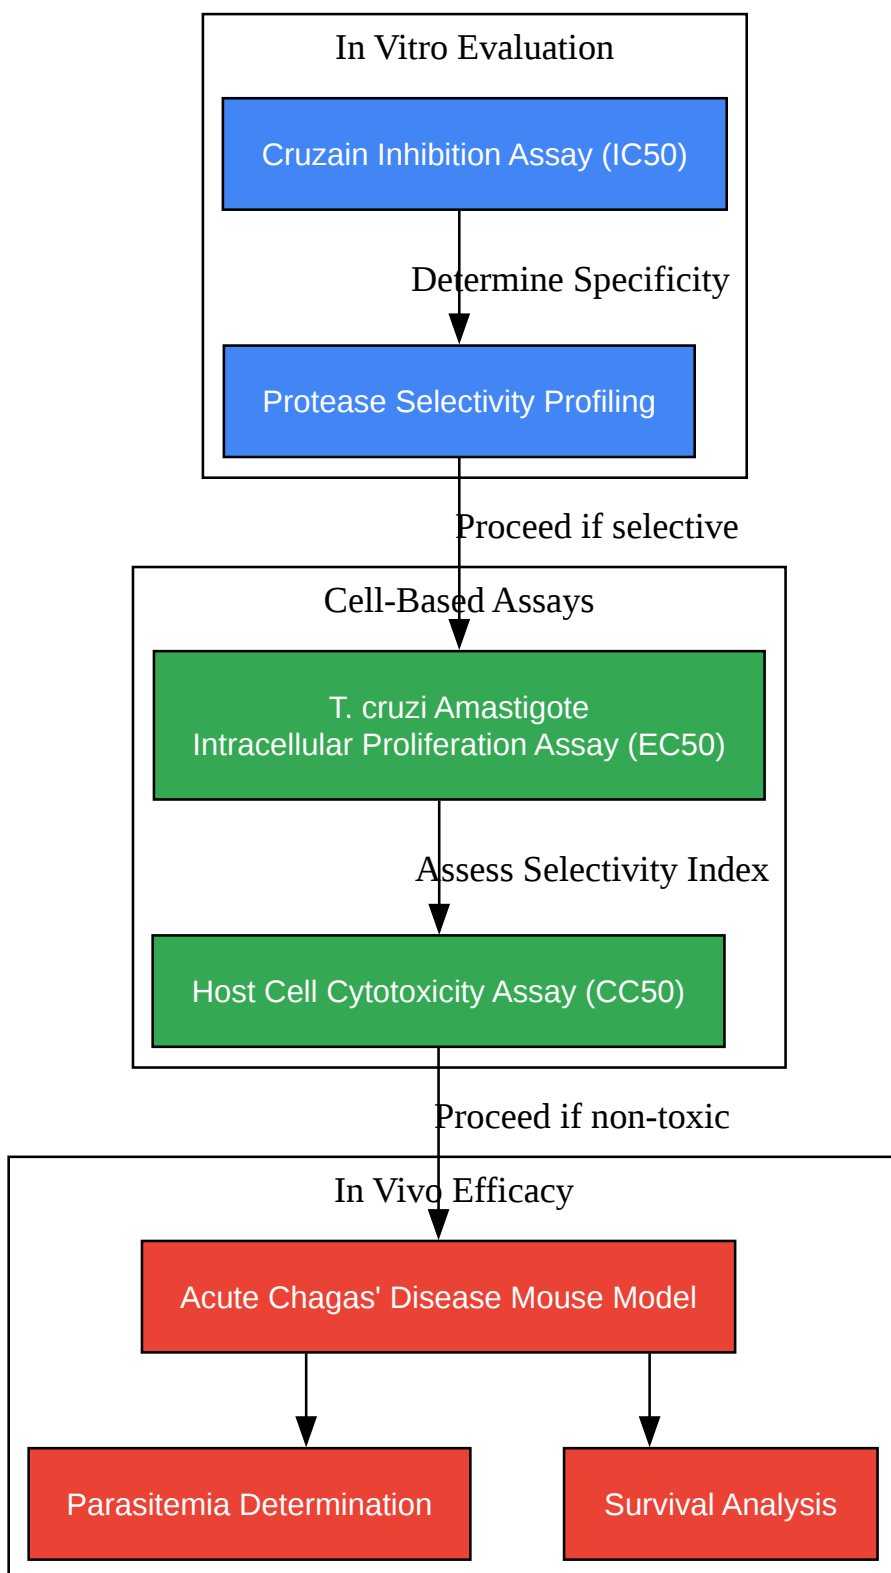 In Vitro Evaluation
Cruzain Inhibition Assay (IC50)
Determine Specificity
Protease Selectivity Profiling
Proceed if selective
Cell-Based Assays
T. cruzi Amastigote
Intracellular Proliferation Assay (EC50)
Assess Selectivity Index
Host Cell Cytotoxicity Assay (CC50)
Proceed if non-toxic
In Vivo Efficacy
Acute Chagas' Disease Mouse Model
Parasitemia Determination
Survival Analysis